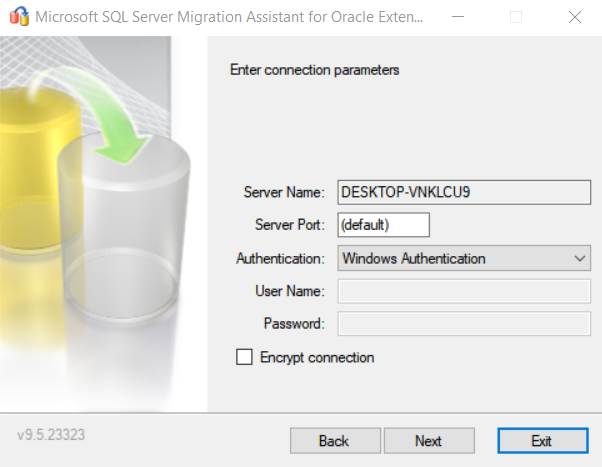 Microsoft SQL Server Migration Assistant for Oracle Exten...
Enter connection parameters
Server Name: DESKTOP-VNKLCU9
Server Port: (default)
Authentication: Windows Authentication
User Name:
Password:
Encrypt connection
v9.5.23323
Back Next Exit